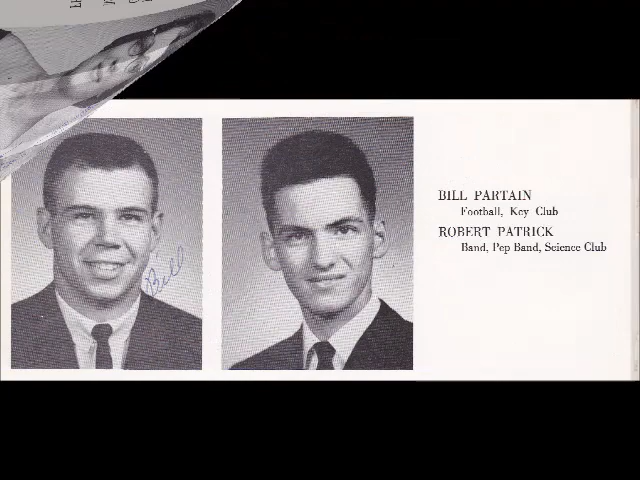 Bill
BILL PARTAIN
Football, Key Club
ROBERT PATRICK
Band, Pep Band, Science Club